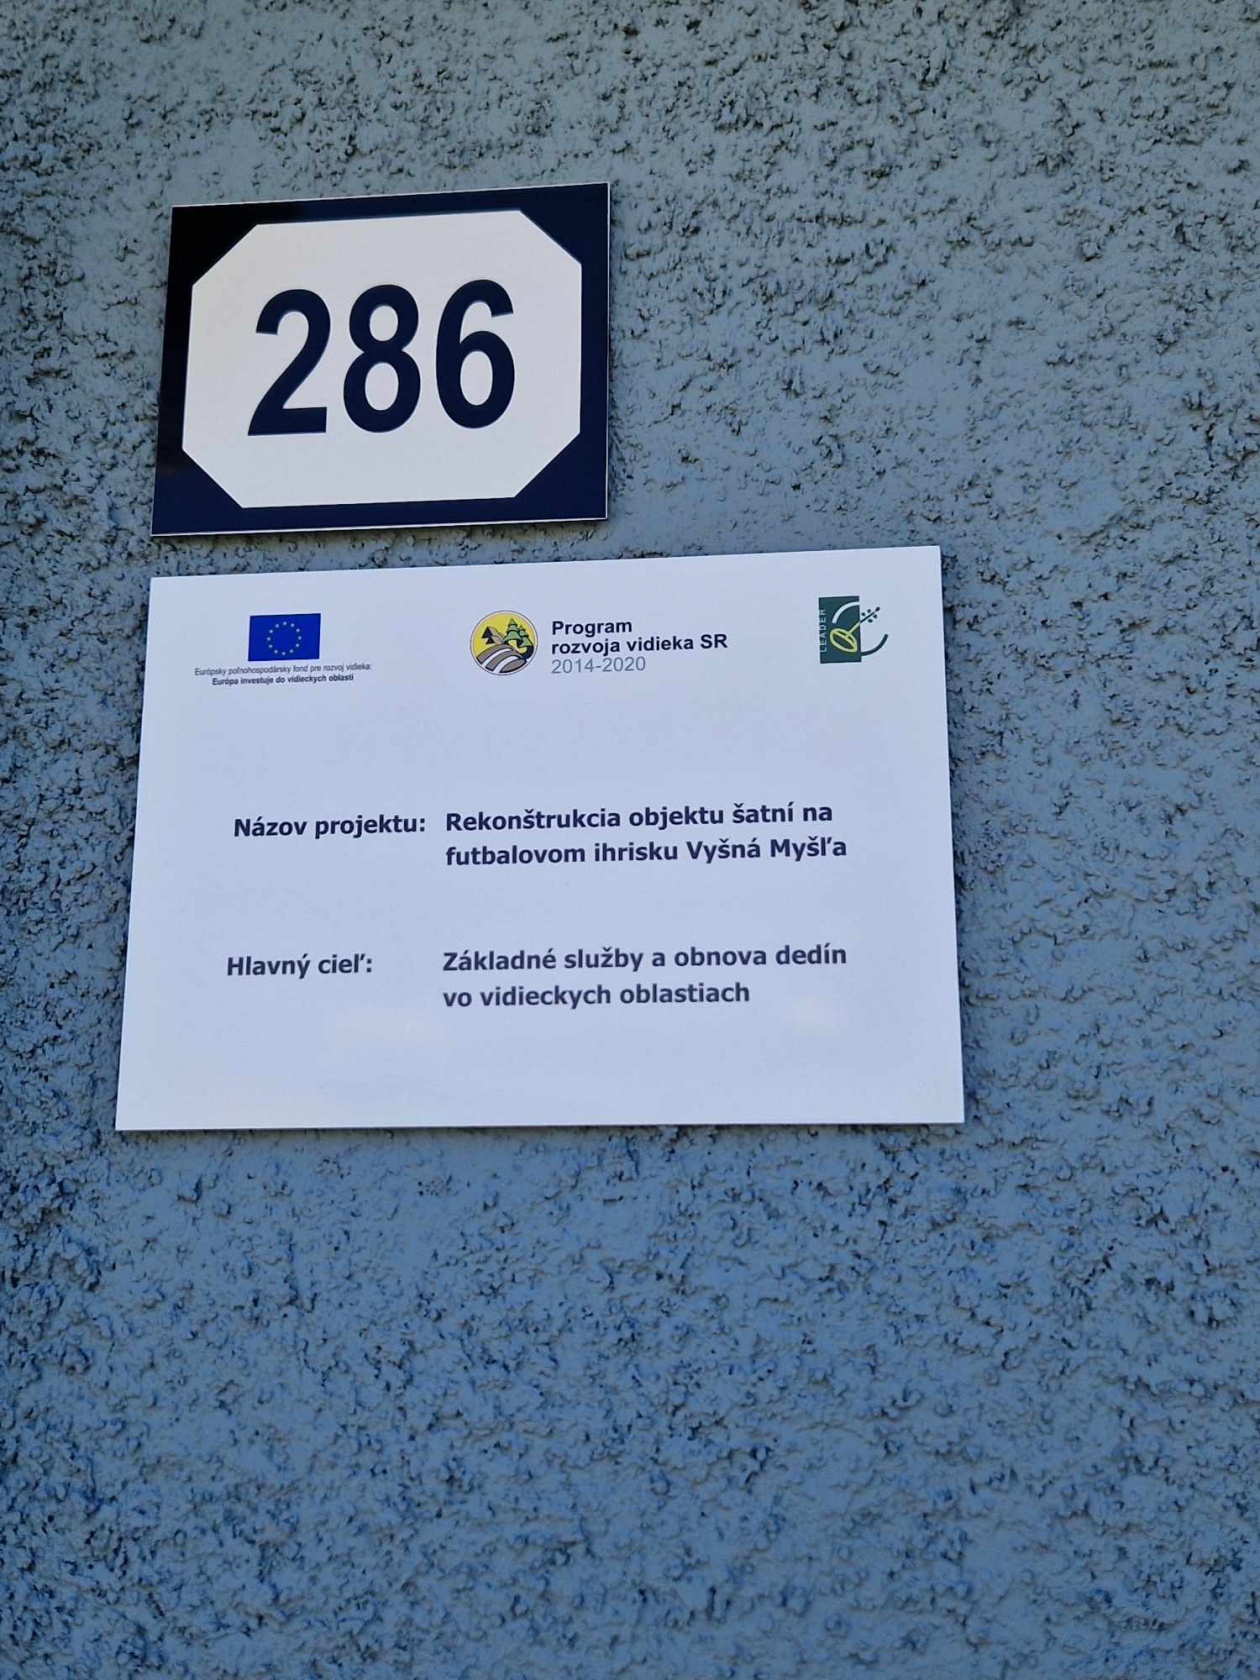 286
Európsky poľnohospodársky fond pre rozvoj vidieka:
Európa investuje do vidieckych oblastí
Program
rozvoja vidieka SR
2014-2020
LEADER
Názov projektu: Rekonštrukcia objektu šatní na
futbalovom ihrisku Vyšná Myšľa
Hlavný cieľ: Základné služby a obnova dedín
vo vidieckych oblastiach